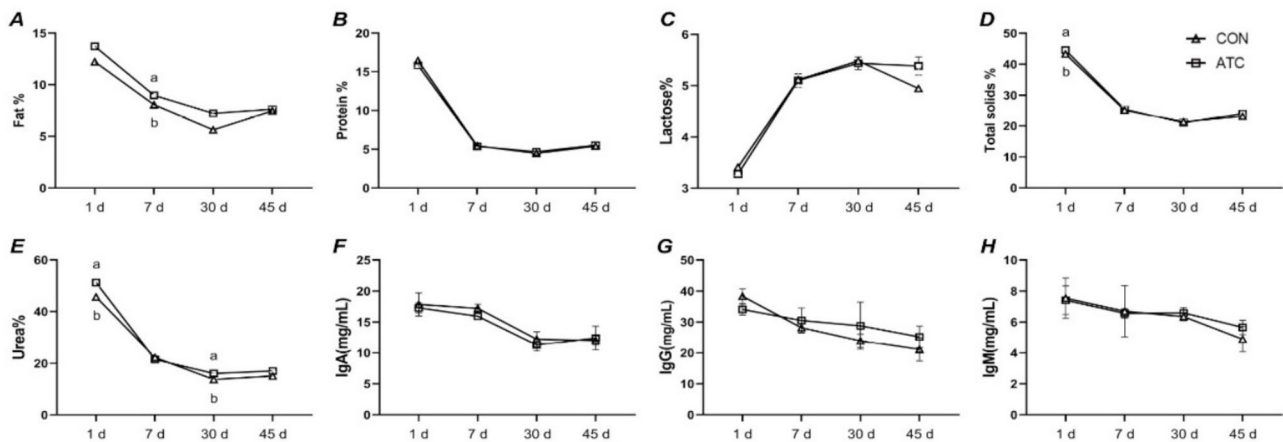 A
Fat %
15
10
5
0
a
b
1 d 7 d 30 d 45 d
B
Protein %
20
15
10
5
0
1 d 7 d 30 d 45 d
C
Lactose%
6
5
4
3
1 d 7 d 30 d 45 d
D
Total solids %
50
40
30
20
10
0
a
b
CON
ATC
1 d 7 d 30 d 45 d
E
Urea%
60
40
20
0
a
b
a
b
1 d 7 d 30 d 45 d
F
IgA(mg/mL)
25
20
15
10
5
0
1 d 7 d 30 d 45 d
G
IgG(mg/mL)
50
40
30
20
10
0
1 d 7 d 30 d 45 d
H
IgM(mg/mL)
10
8
6
4
2
0
1 d 7 d 30 d 45 d